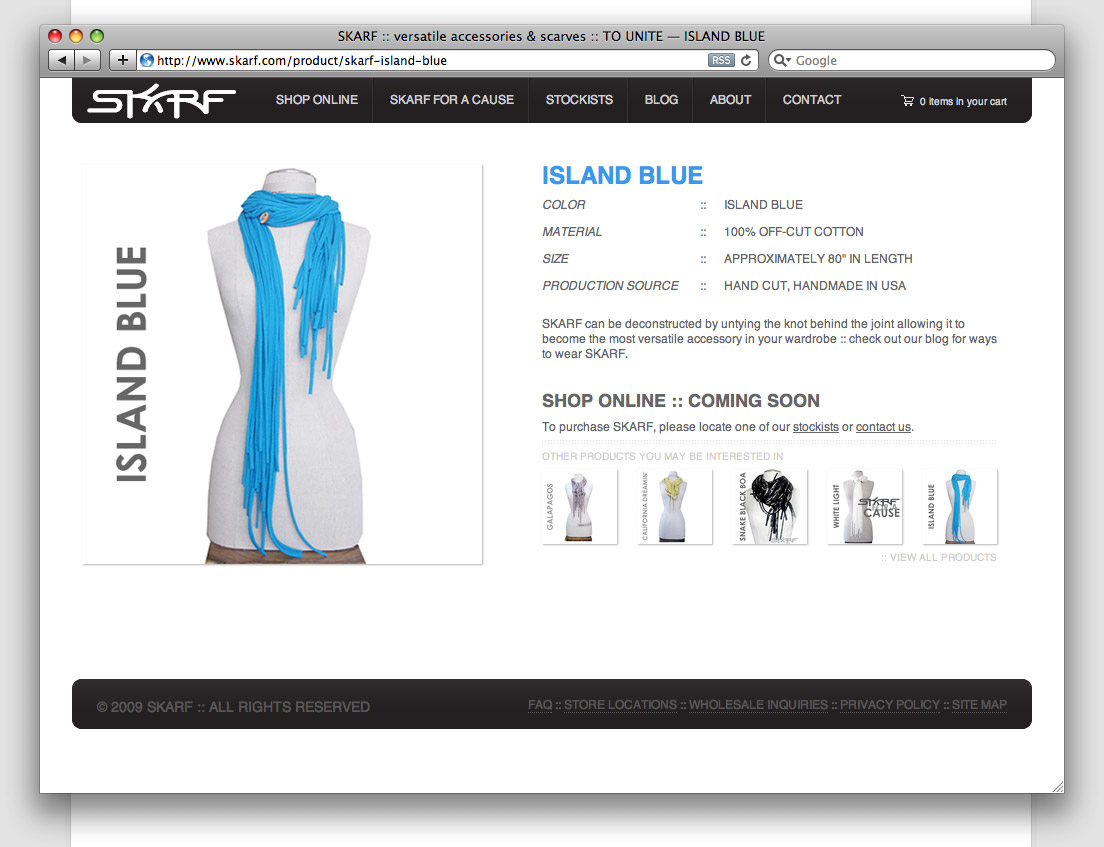 SKARF :: versatile accessories & scarves :: TO UNITE — ISLAND BLUE
http://www.skarf.com/product/skarf-island-blue RSS Google
SKARF SHOP ONLINE SKARF FOR A CAUSE STOCKISTS BLOG ABOUT CONTACT 0 items in your cart
ISLAND BLUE
ISLAND BLUE
COLOR :: ISLAND BLUE
MATERIAL :: 100% OFF-CUT COTTON
SIZE :: APPROXIMATELY 80" IN LENGTH
PRODUCTION SOURCE :: HAND CUT, HANDMADE IN USA
SKARF can be deconstructed by untying the knot behind the joint allowing it to
become the most versatile accessory in your wardrobe :: check out our blog for ways
to wear SKARF.
SHOP ONLINE :: COMING SOON
To purchase SKARF, please locate one of our stockists or contact us.
OTHER PRODUCTS YOU MAY BE INTERESTED IN
GALAPAGOS
CALIFORNIA DREAMIN'
SNAKE BLACK BOA
WHITE LIGHT
SKARF
CAUSE
ISLAND BLUE
:: VIEW ALL PRODUCTS
© 2009 SKARF :: ALL RIGHTS RESERVED
FAQ :: STORE LOCATIONS :: WHOLESALE INQUIRIES :: PRIVACY POLICY :: SITE MAP